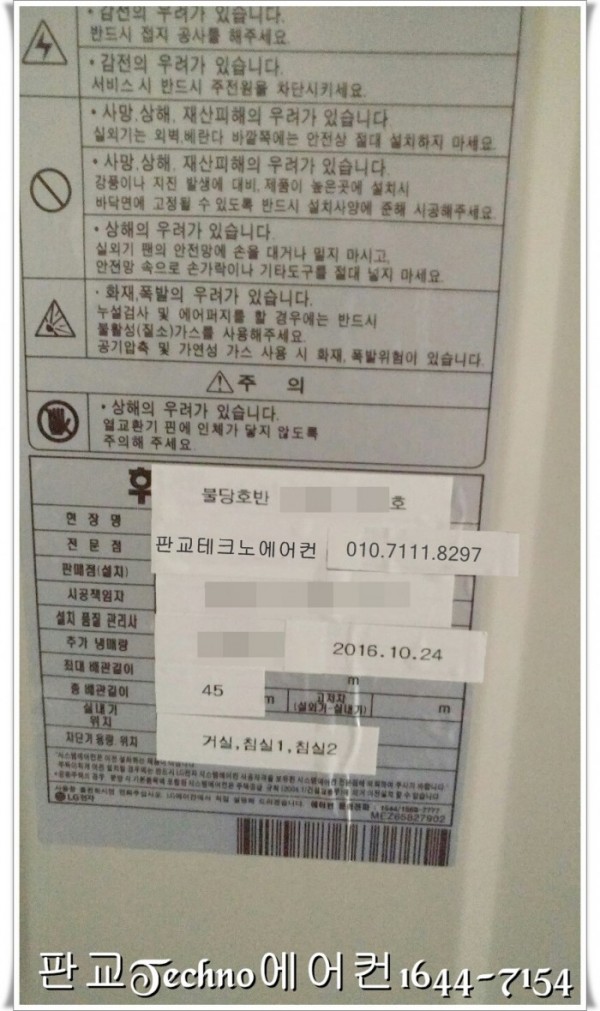 • 감전의 우려가 있습니다.
반드시 접지 공사를 해주세요.
• 감전의 우려가 있습니다.
서비스 시 반드시 주전원을 차단시키세요.
• 사망,상해, 재산피해의 우려가 있습니다.
실외기는 외벽,베란다 바깥쪽에는 안전상 절대 설치하지 마세요.
• 사망,상해, 재산피해의 우려가 있습니다.
강풍이나 지진 발생에 대비, 제품이 높은곳에 설치시
바닥면에 고정될 수 있도록 반드시 설치사양에 준해 시공해주세요.
• 상해의 우려가 있습니다.
실외기 팬의 안전망에 손을 대거나 밀지 마시고,
안전망 속으로 손가락이나 기타도구를 절대 넣지 마세요.
· 화재,폭발의 우려가 있습니다.
누설검사 및 에어퍼지를 할 경우에는 반드시
불활성(질소)가스를 사용해주세요.
공기압축 및 가연성 가스 사용 시 화재, 폭발위험이 있습니다.
주 의
• 상해의 우려가 있습니다.
열교환기 핀에 인체가 닿지 않도록
주의해 주세요
불당호반 호
현 장 명
전 문 점 판교테크노에어컨 010.7111.8297
판매점(설치)
시공책임자
설치 품질 관리사
추가 냉매량 2016.10.24
최대 배관길이 m
총 배관길이 45 m 고저차 (실외기-실내기) m
실내기 위치 거실,침실1,침실2
차단기용량 위치
LG전자
1544/1588-7777
MEZ65827902
판교Techno에어컨 1644-7154